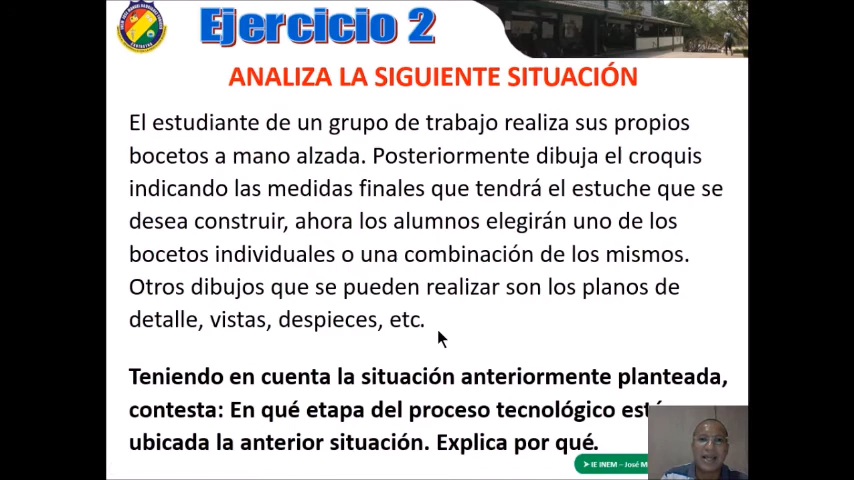 Ejercicio 2
ANALIZA LA SIGUIENTE SITUACIÓN
El estudiante de un grupo de trabajo realiza sus propios
bocetos a mano alzada. Posteriormente dibuja el croquis
indicando las medidas finales que tendrá el estuche que se
desea construir, ahora los alumnos elegirán uno de los
bocetos individuales o una combinación de los mismos.
Otros dibujos que se pueden realizar son los planos de
detalle, vistas, despieces, etc.
Teniendo en cuenta la situación anteriormente planteada,
contesta: En qué etapa del proceso tecnológico está
ubicada la anterior situación. Explica por qué.
➤ IE INEM – José M